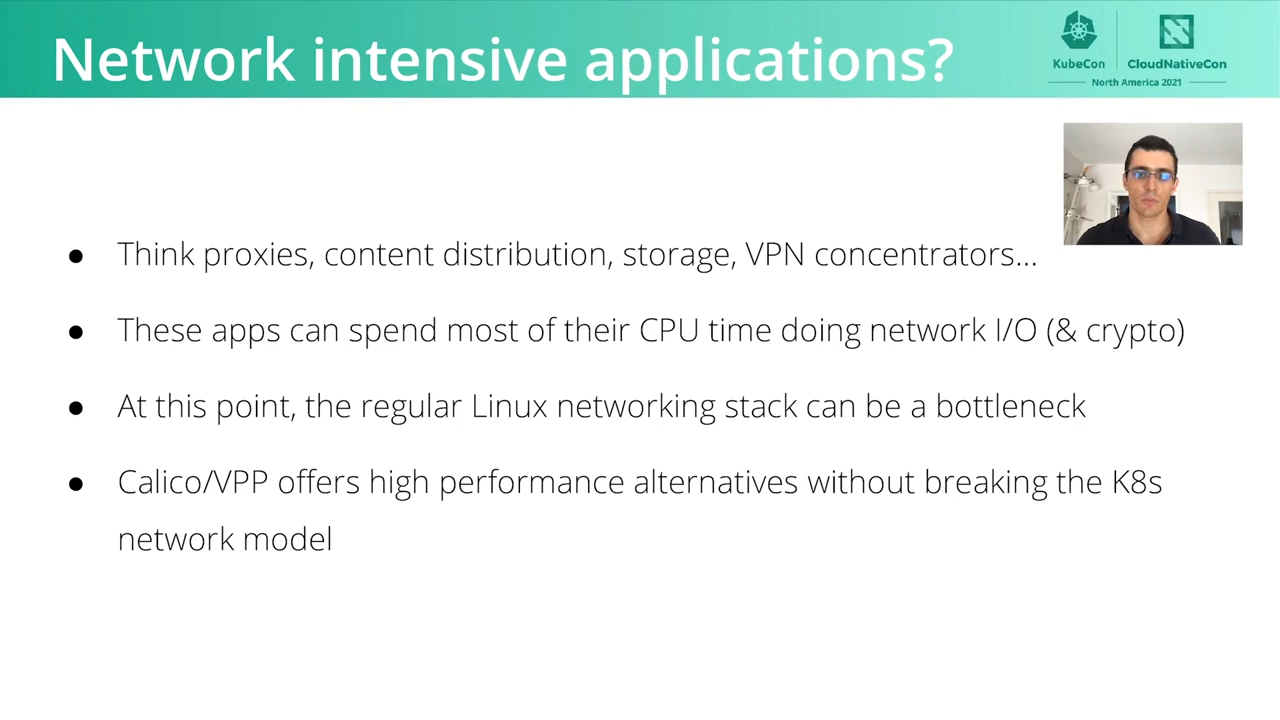 Network intensive applications?
KubeCon
CloudNativeCon
North America 2021
● Think proxies, content distribution, storage, VPN concentrators...
● These apps can spend most of their CPU time doing network I/O (& crypto)
● At this point, the regular Linux networking stack can be a bottleneck
● Calico/VPP offers high performance alternatives without breaking the K8s
network model